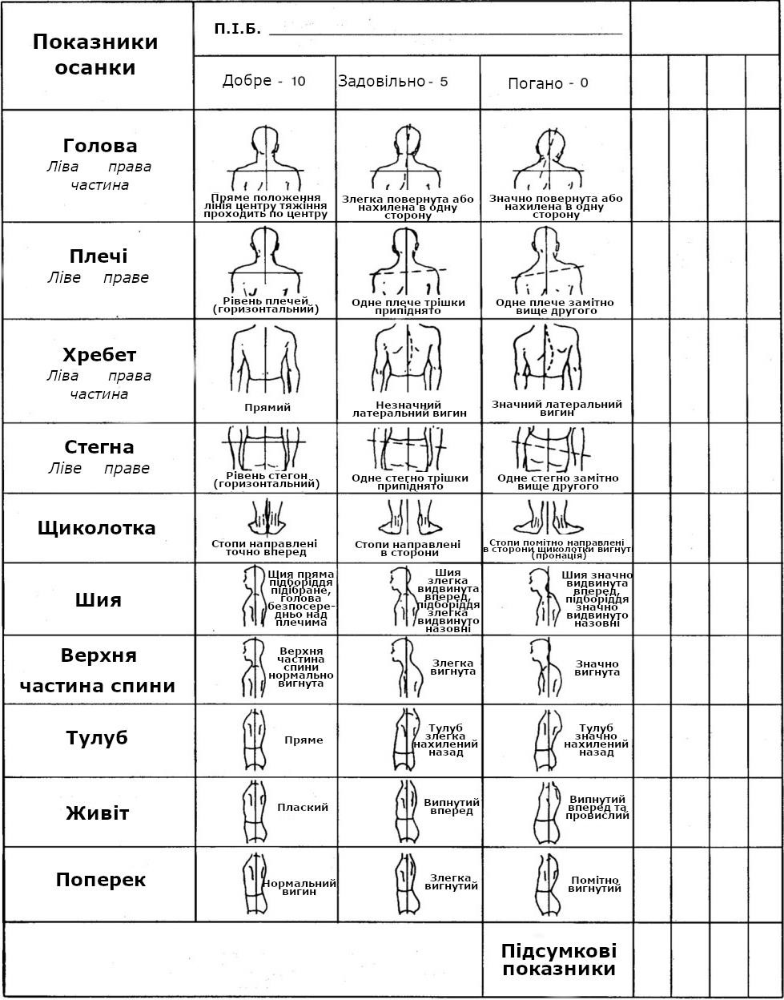 Показники
осанки
П.І.Б.
Добре - 10
Задовільно - 5
Погано - 0
Голова
Ліва права
частина
Пряме положення
лінія центру тяжіння
проходить по центру
Злегка повернута або
нахилена в одну
сторону
Значно повернута або
нахилена в одну
сторону
Плечі
Ліве праве
Рівень плечей
(горизонтальний)
Одне плече трішки
припіднято
Одне плече замітно
вище другого
Хребет
Ліва права
частина
Прямий
Незначний
латеральний вигин
Значний латеральний
вигин
Стегна
Ліве праве
Рівень стегон
(горизонтальний)
Одне стегно трішки
припіднято
Одне стегно замітно
вище другого
Щиколотка
Стопи направлені
точно вперед
Стопи направлені
в сторони
Стопи помітно направлені
в сторони щиколотки вигнуті
(пронація)
Шия
Шия пряма
підборіддя
підібране,
голова
безпосере-
дньо над
плечима
Шия
злегка
видвинута
вперед,
підборіддя
злегка
видвинуто
назовні
Шия значно
видвинута
вперед,
підборіддя
значно
видвинуто
назовні
Верхня
частина спини
Верхня
частина
спини
нормально
вигнута
Злегка
вигнута
Значно
вигнута
Тулуб
Пряме
Тулуб
злегка
нахилений
назад
Тулуб
значно
нахилений
назад
Живіт
Плаский
Випнутий
вперед
Випнутий
вперед та
провислий
Поперек
Нормальний
вигин
Злегка
вигнутий
Помітно
вигнутий
Підсумкові
показники